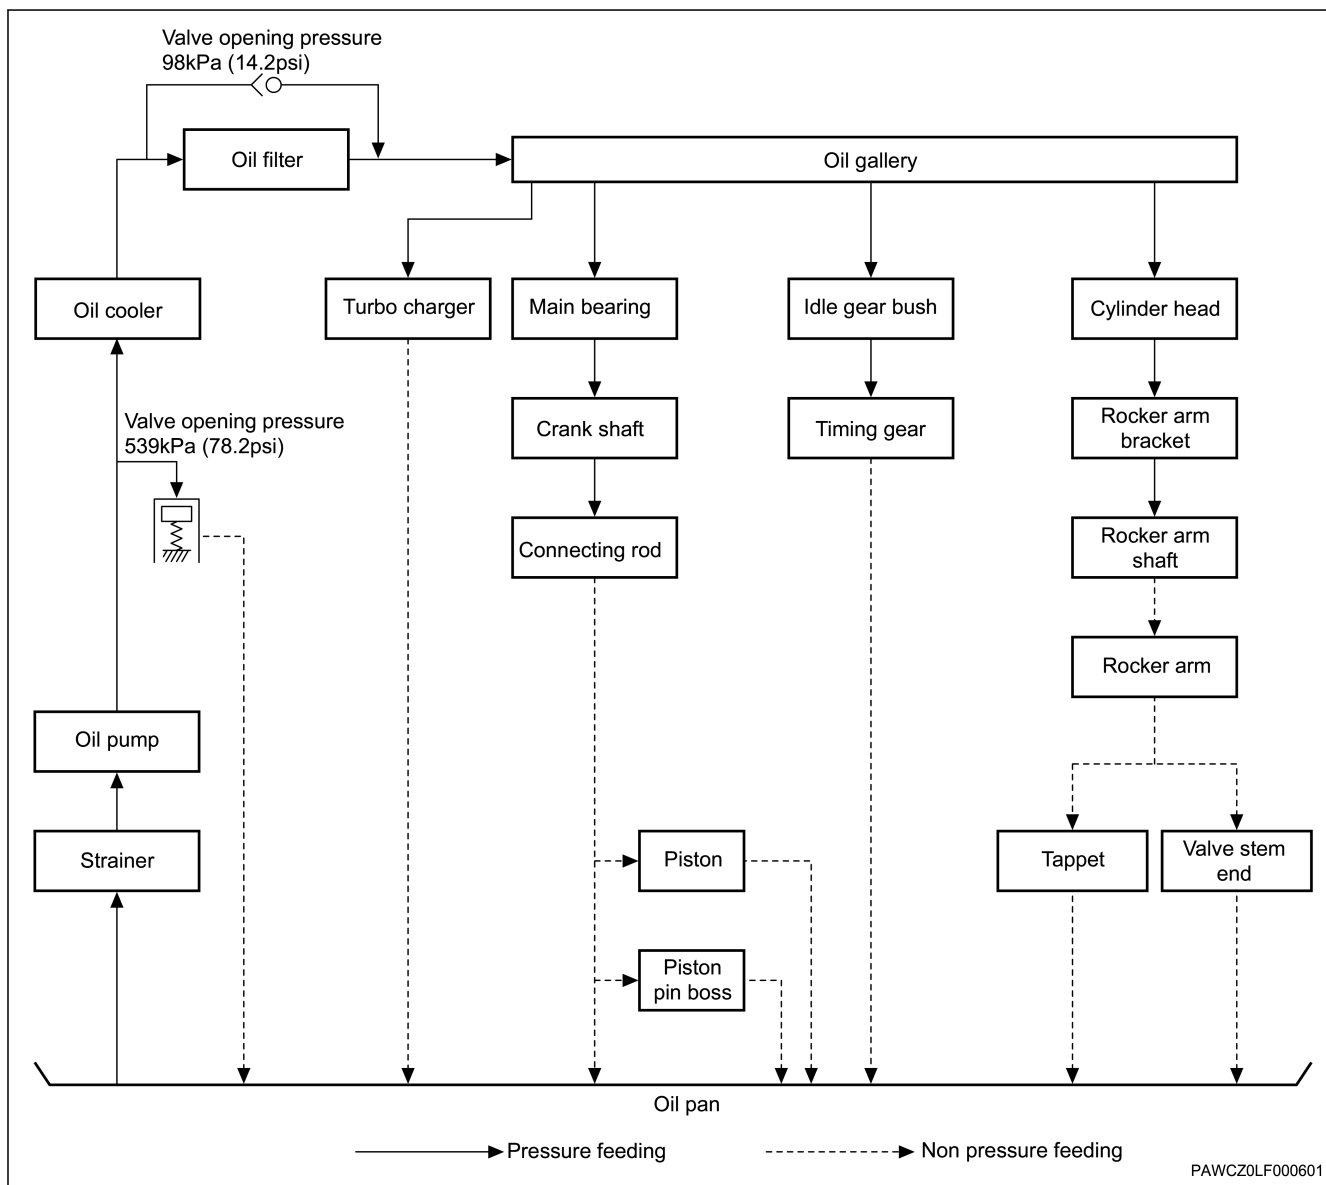 Valve opening pressure
98kPa (14.2psi)
Oil filter
Oil gallery
Oil cooler
Turbo charger
Main bearing
Idle gear bush
Cylinder head
Valve opening pressure
539kPa (78.2psi)
Crank shaft
Timing gear
Rocker arm
bracket
Connecting rod
Rocker arm
shaft
Rocker arm
Oil pump
Strainer
Piston
Tappet
Valve stem
end
Piston
pin boss
Oil pan
Pressure feeding
Non pressure feeding
PAWCZ0LF000601